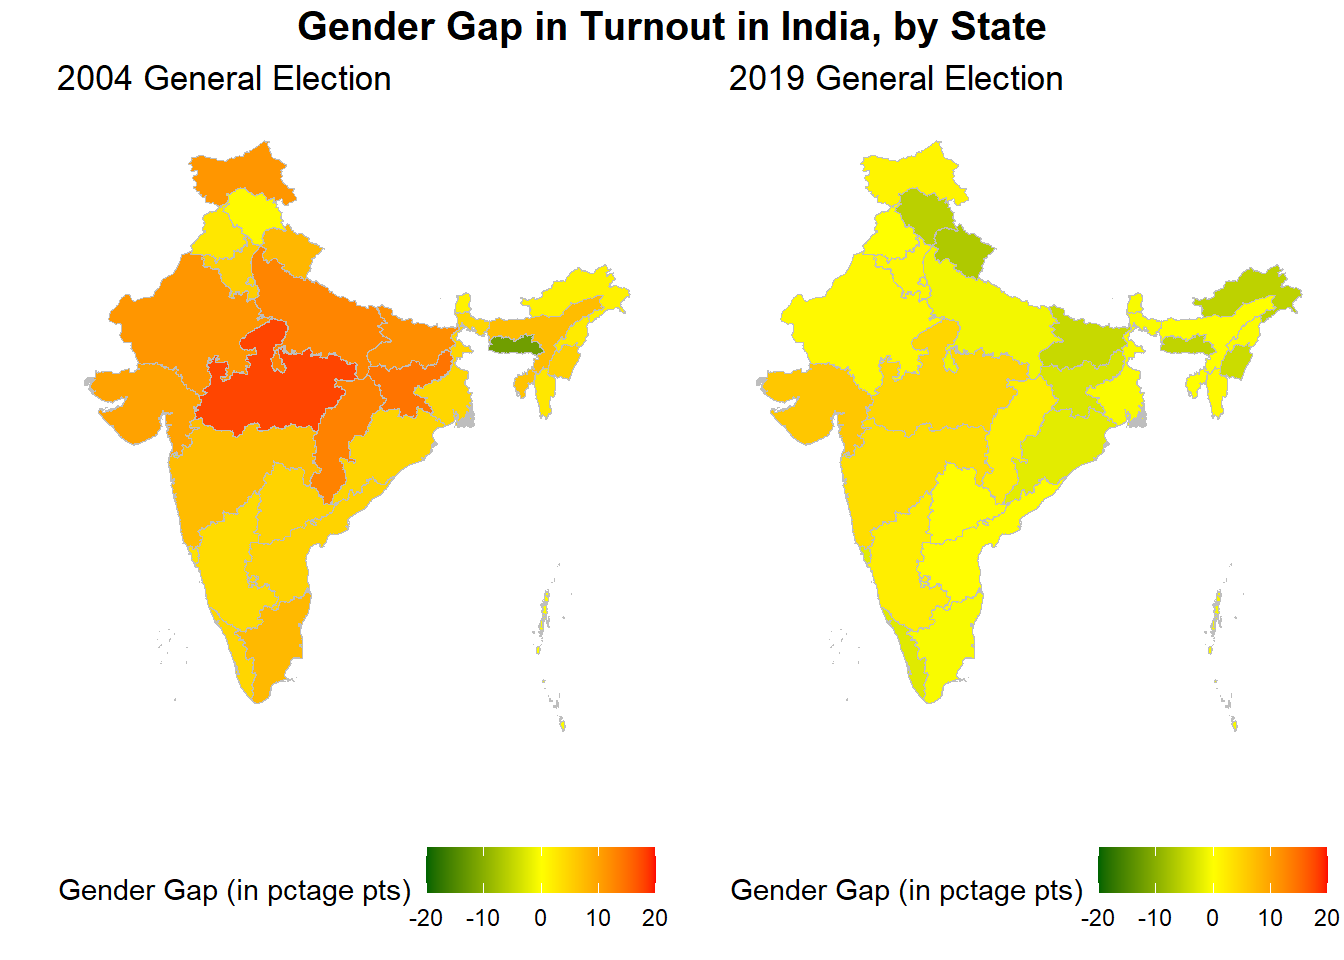 Gender Gap in Turnout in India, by State
2004 General Election
2019 General Election
Gender Gap (in pctage pts)
-20 -10 0 10 20
Gender Gap (in pctage pts)
-20 -10 0 10 20